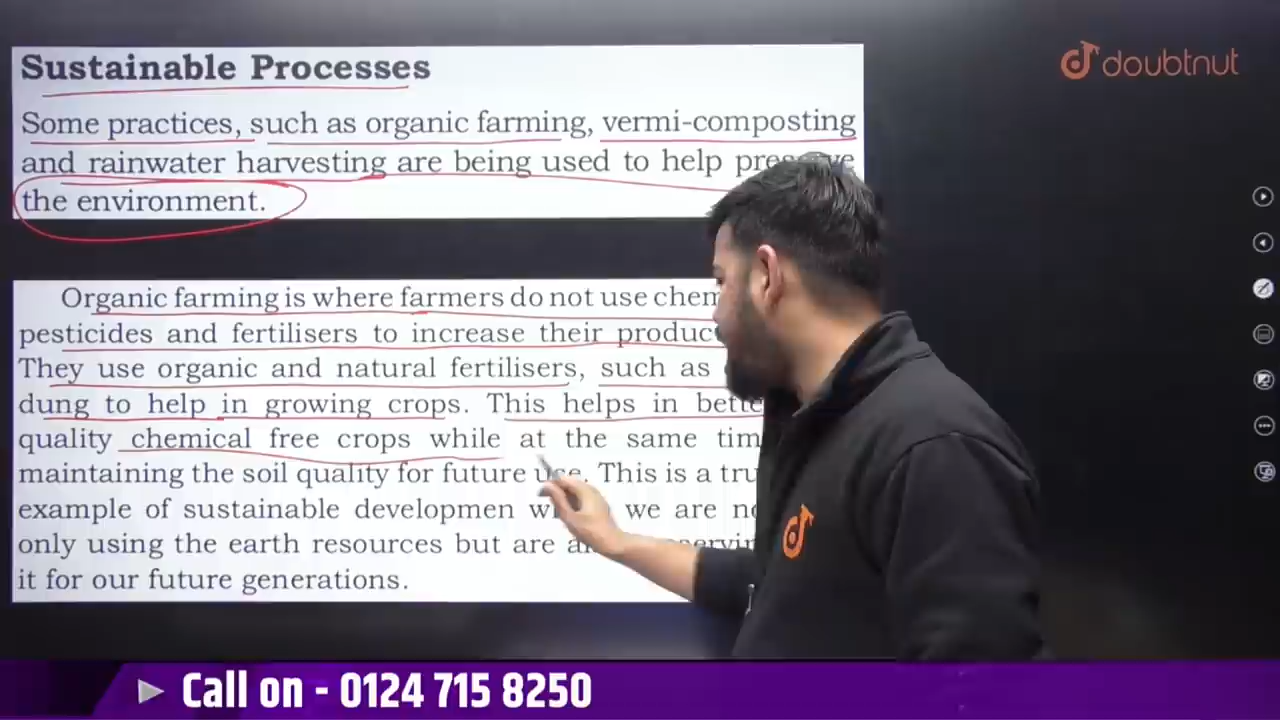 Sustainable Processes
doubtnut
Some practices, such as organic farming, vermi-composting
and rainwater harvesting are being used to help
the environment.
Organic farming is where farmers do not use
pesticides and fertilisers to increase their
They use organic and natural fertilisers, such as
dung to help in growing crops. This helps in
quality chemical free crops while at the same
maintaining the soil quality for future use. This is a
example of sustainable developmen we are
only using the earth resources but are
it for our future generations.
Call on - 0124 715 8250